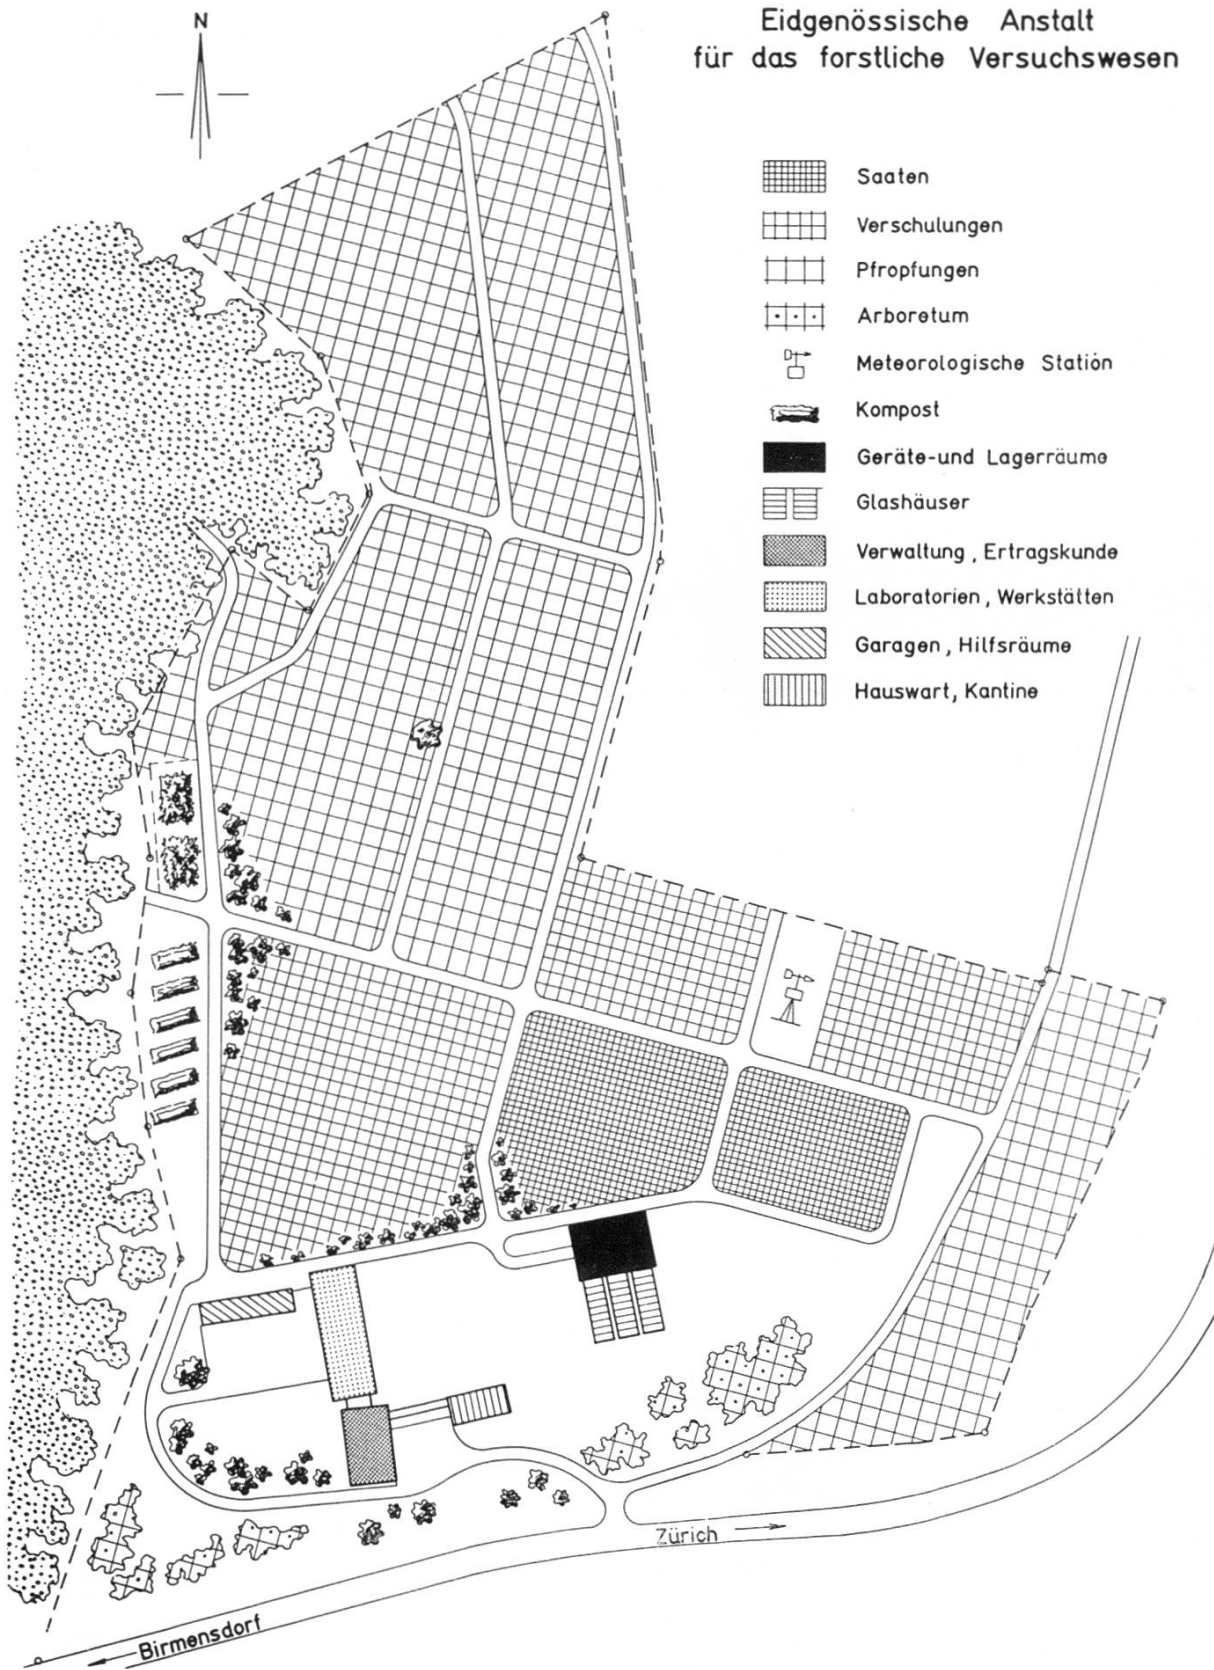 N
Eidgenössische Anstalt
für das forstliche Versuchswesen
Saaten
Verschulungen
Pfropfungen
Arboretum
Meteorologische Station
Kompost
Geräte-und Lagerräume
Glashäuser
Verwaltung, Ertragskunde
Laboratorien, Werkstätten
Garagen, Hilfsräume
Hauswart, Kantine
Zürich
Birmensdorf